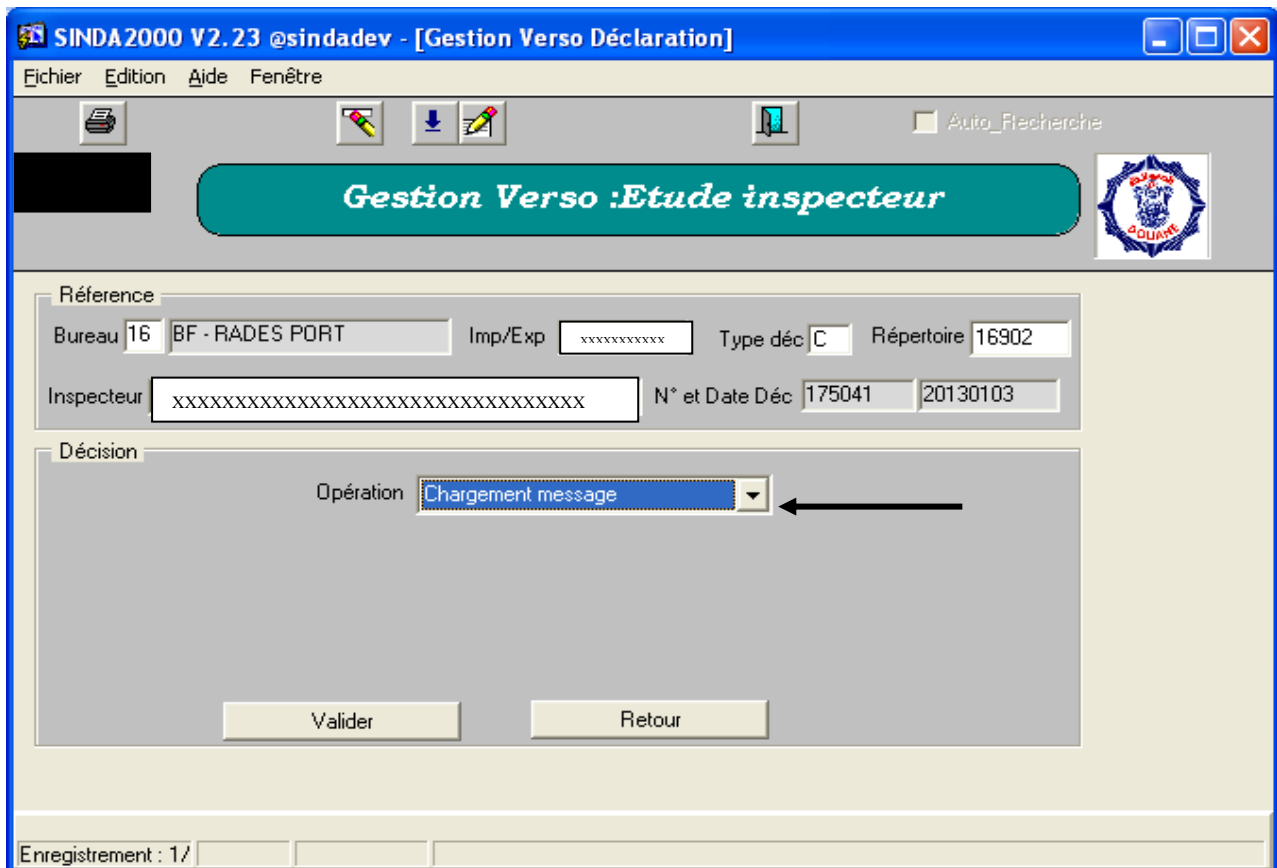 SINDA2000 V2.23 @sindadev - [Gestion Verso Déclaration]
Fichier Edition Aide Fenêtre
Auto_Recherche
Gestion Verso :Etude inspecteur
DOUANE
Réference
Bureau 16 BF - RADES PORT Imp/Exp xxxxxxxxxxx Type déc C Répertoire 16902
Inspecteur xxxxxxxxxxxxxxxxxxxxxxxxxxxxxxxxx N° et Date Déc 175041 20130103
Décision
Opération Chargement message
Valider Retour
Enregistrement : 1/